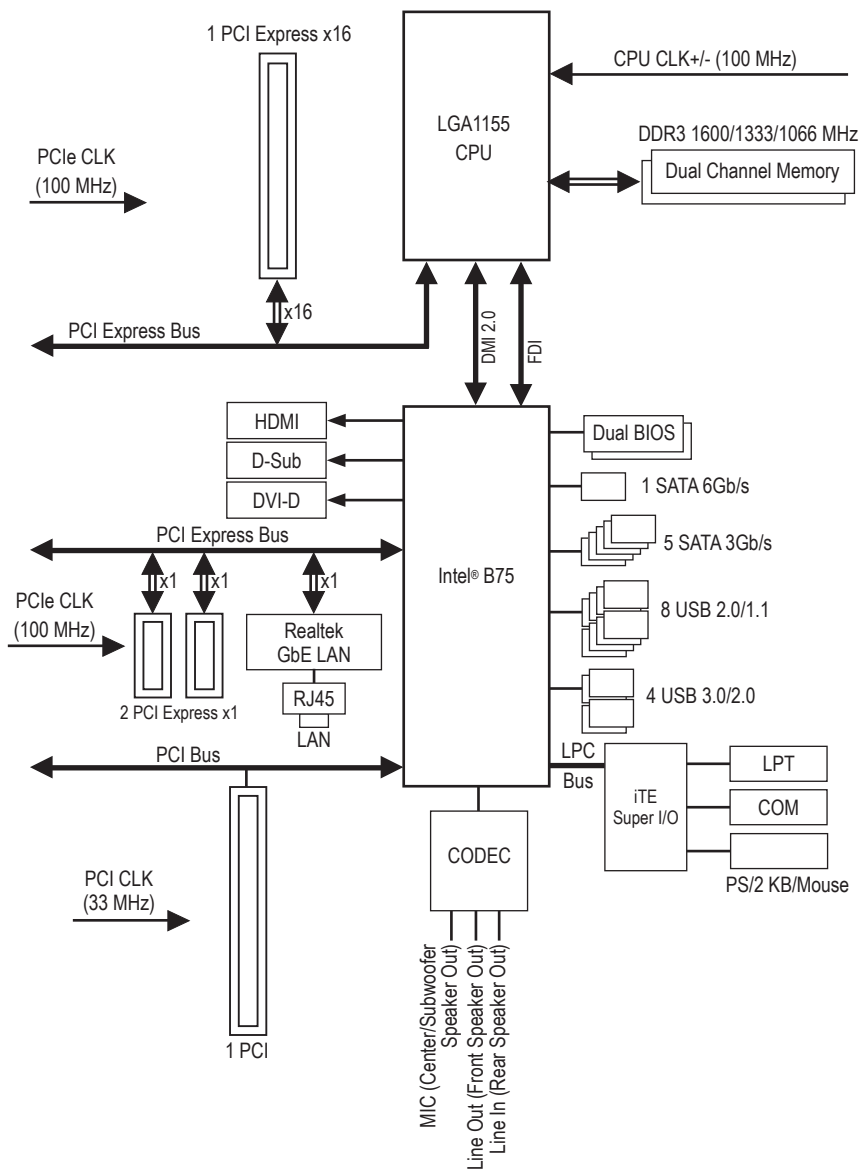 1 PCI Express x16
CPU CLK+/- (100 MHz)
LGA1155
CPU
DDR3 1600/1333/1066 MHz
Dual Channel Memory
PCIe CLK
(100 MHz)
x16
PCI Express Bus
DMI 2.0
FDI
HDMI
D-Sub
DVI-D
Dual BIOS
1 SATA 6Gb/s
PCI Express Bus
5 SATA 3Gb/s
Intel® B75
x1
x1
x1
PCIe CLK
(100 MHz)
8 USB 2.0/1.1
Realtek
GbE LAN
RJ45
LAN
2 PCI Express x1
4 USB 3.0/2.0
PCI Bus
LPC
Bus
iTE
Super I/O
LPT
COM
PS/2 KB/Mouse
CODEC
PCI CLK
(33 MHz)
1 PCI
MIC (Center/Subwoofer
Speaker Out)
Line Out (Front Speaker Out)
Line In (Rear Speaker Out)